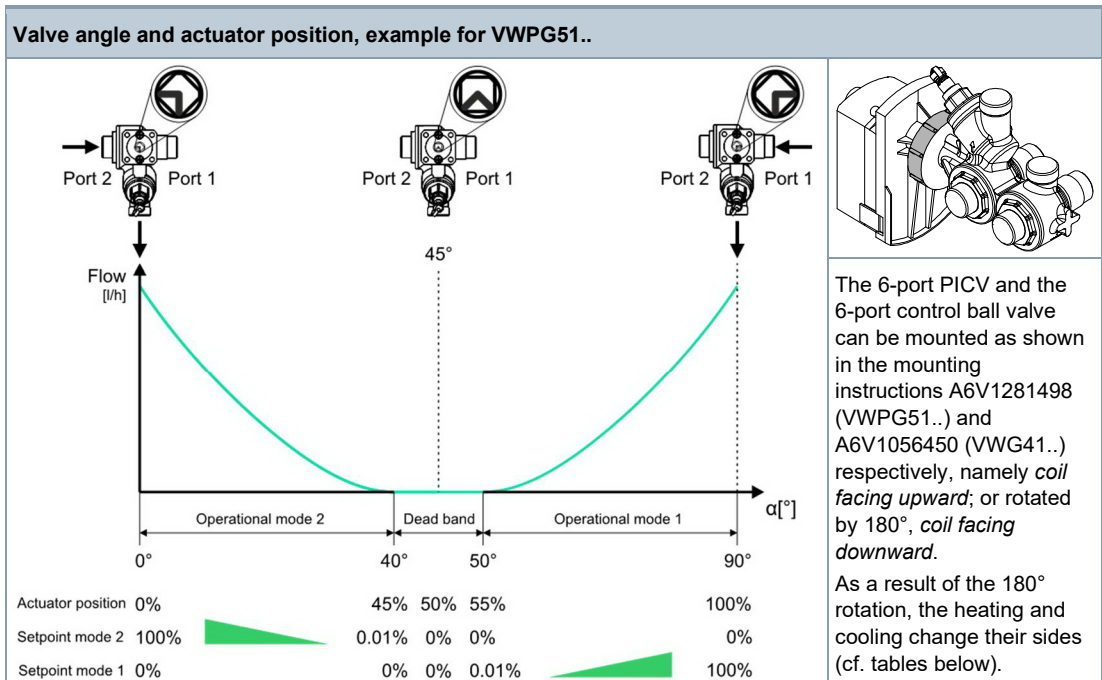 Valve angle and actuator position, example for VWPG51..
Port 2 Port 1
Port 2 Port 1
Port 2 Port 1
45°
Flow
[l/h]
α[°]
Operational mode 2 Dead band Operational mode 1
0° 40° 50° 90°
Actuator position 0% 45% 50% 55% 100%
Setpoint mode 2 100% 0.01% 0% 0% 0%
Setpoint mode 1 0% 0% 0% 0.01% 100%
The 6-port PICV and the
6-port control ball valve
can be mounted as shown
in the mounting
instructions A6V1281498
(VWPG51..) and
A6V1056450 (VWG41..)
respectively, namely coil
facing upward; or rotated
by 180°, coil facing
downward.
As a result of the 180°
rotation, the heating and
cooling change their sides
(cf. tables below).